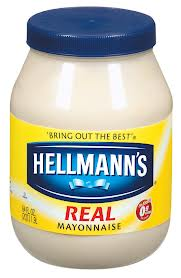 'BRING OUT THE BEST'®
HELLMANN'S
REAL
MAYONNAISE